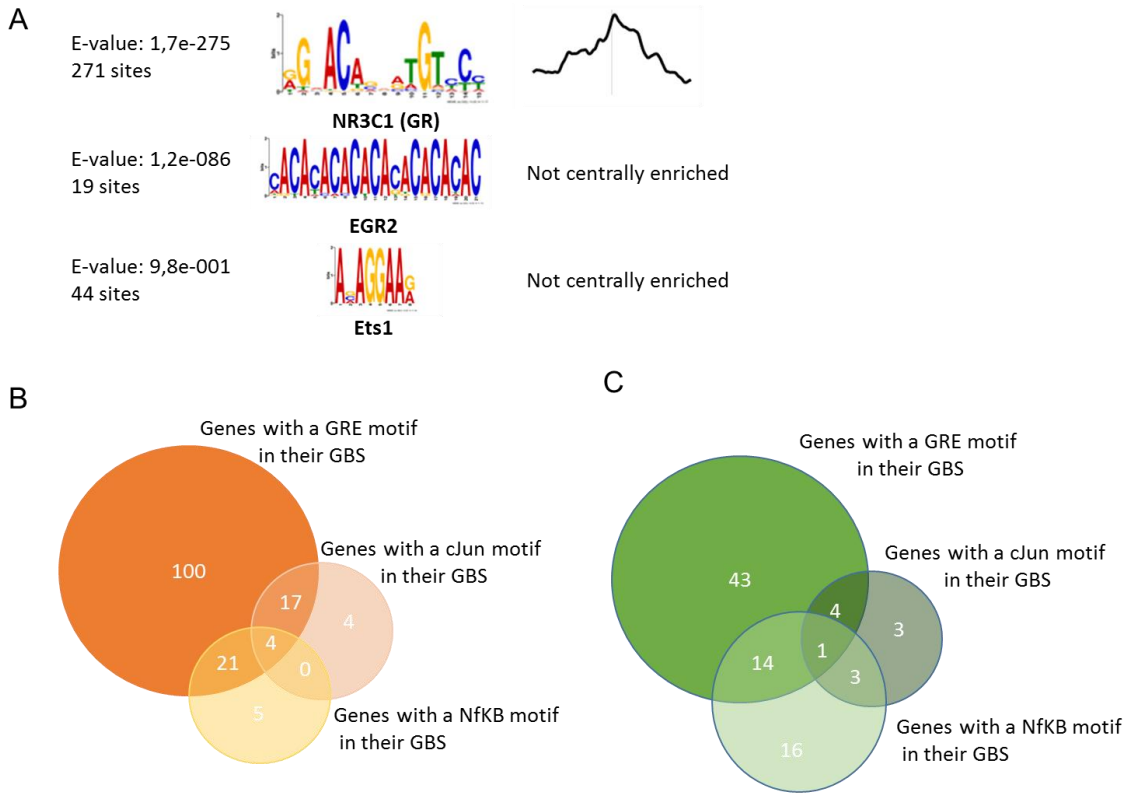 A
E-value: 1,7e-275
271 sites
NR3C1 (GR)
E-value: 1,2e-086
19 sites
EGR2
Not centrally enriched
E-value: 9,8e-001
44 sites
Ets1
Not centrally enriched
B
Genes with a GRE motif
in their GBS
Genes with a cJun motif
in their GBS
100
17
4
4
21
0
5
Genes with a NfKB motif
in their GBS
C
Genes with a GRE motif
in their GBS
Genes with a cJun motif
in their GBS
43
4
3
1
14
3
16
Genes with a NfKB motif
in their GBS